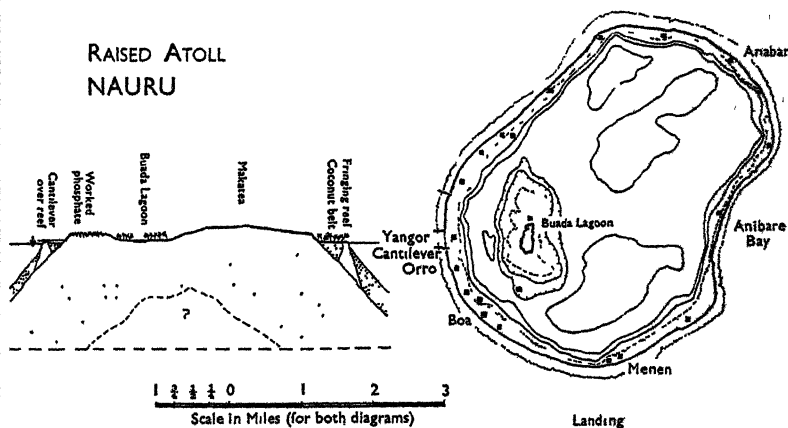 RAISED ATOLL
NAURU
Cantilever
over reef
Worked
phosphate
Buada Lagoon
Makatea
Fringing reef
Coconut belt
?
1 ¾ ½ ¼ 0 1 2 3
Scale in Miles (for both diagrams)
Anabar
Buada Lagoon
Anibare
Bay
Yangor
Cantilever
Orro
Boa
Menen
Landing